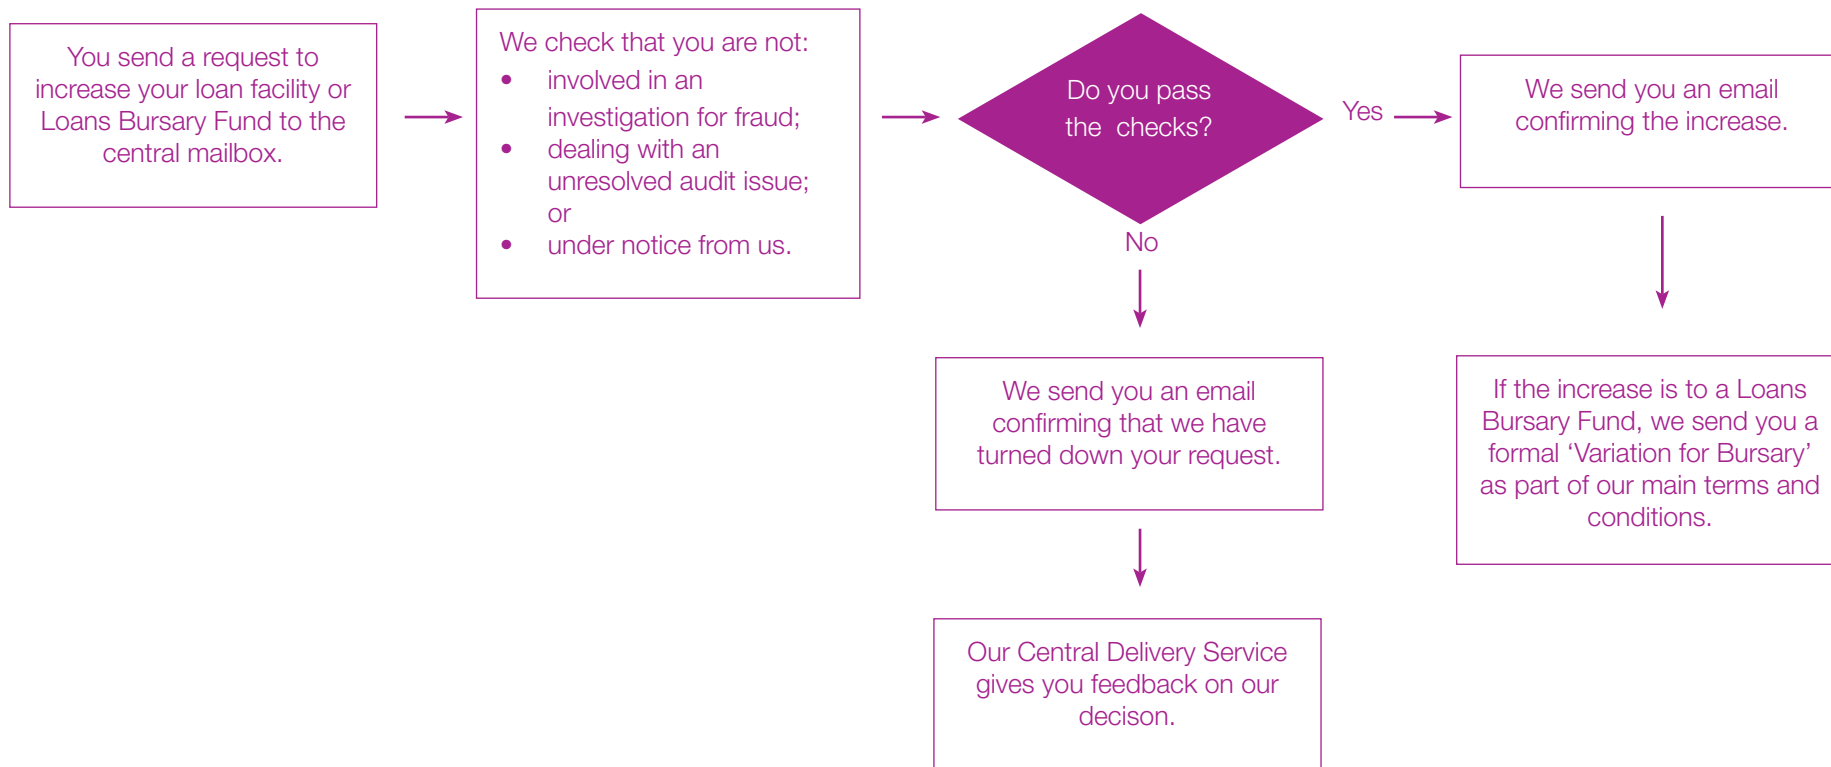 You send a request to
increase your loan facility or
Loans Bursary Fund to the
central mailbox.
We check that you are not:
• involved in an
investigation for fraud;
• dealing with an
unresolved audit issue;
or
• under notice from us.
Do you pass
the checks?
Yes
We send you an email
confirming the increase.
No
We send you an email
confirming that we have
turned down your request.
If the increase is to a Loans
Bursary Fund, we send you a
formal ‘Variation for Bursary’
as part of our main terms and
conditions.
Our Central Delivery Service
gives you feedback on our
decison.